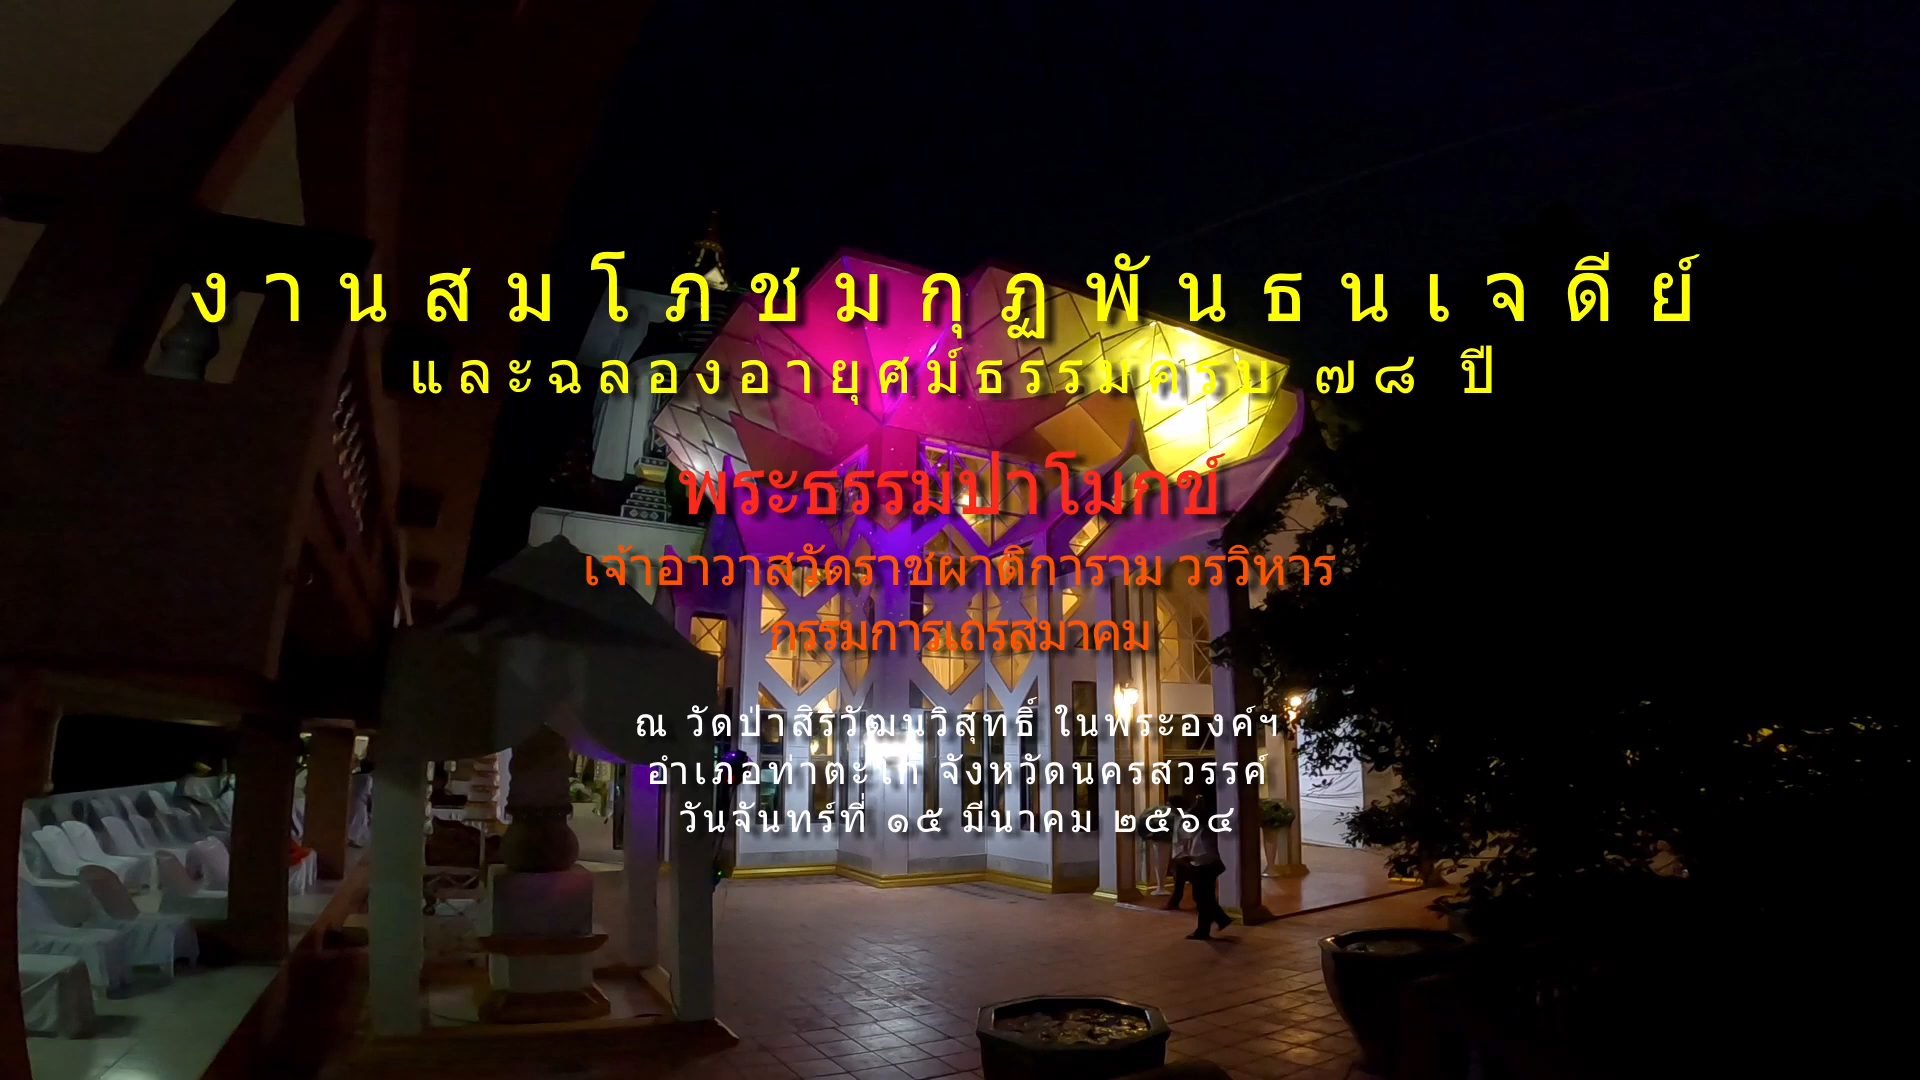 งานสมโภชมกุฏพันธนเจดีย์
และฉลองอายุศม์ธรรมครบ ๗๘ ปี
พระธรรมปาโมกข์
เจ้าอาวาสวัดราชผาติการาม วรวิหาร
กรรมการเถรสมาคม
ณ วัดป่าสิริวัฒนวิสุทธิ์ ในพระองค์ฯ
อำเภอท่าตะโก จังหวัดนครสวรรค์
วันจันทร์ที่ ๑๕ มีนาคม ๒๕๖๔